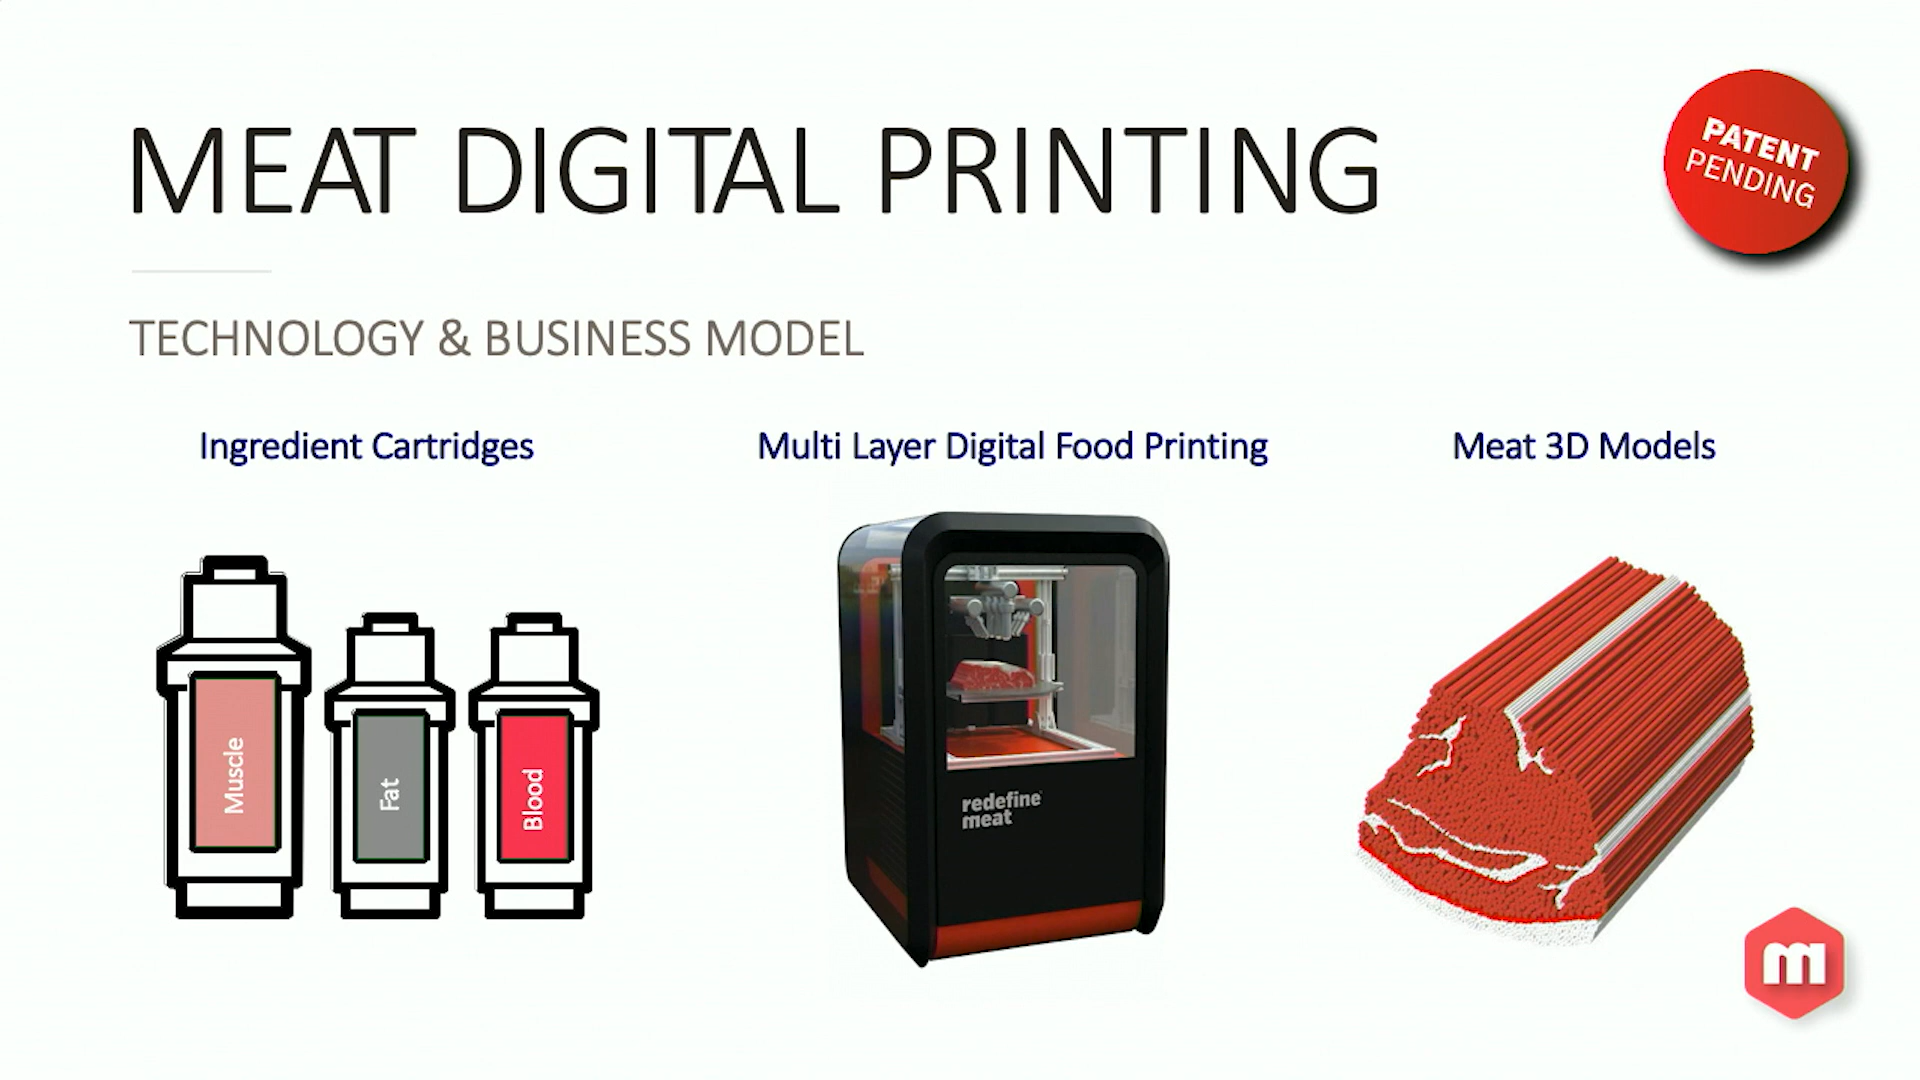 MEAT DIGITAL PRINTING
PATENT
PENDING
TECHNOLOGY & BUSINESS MODEL
Ingredient Cartridges
Multi Layer Digital Food Printing
Meat 3D Models
Muscle
Fat
Blood
redefine
meat
m